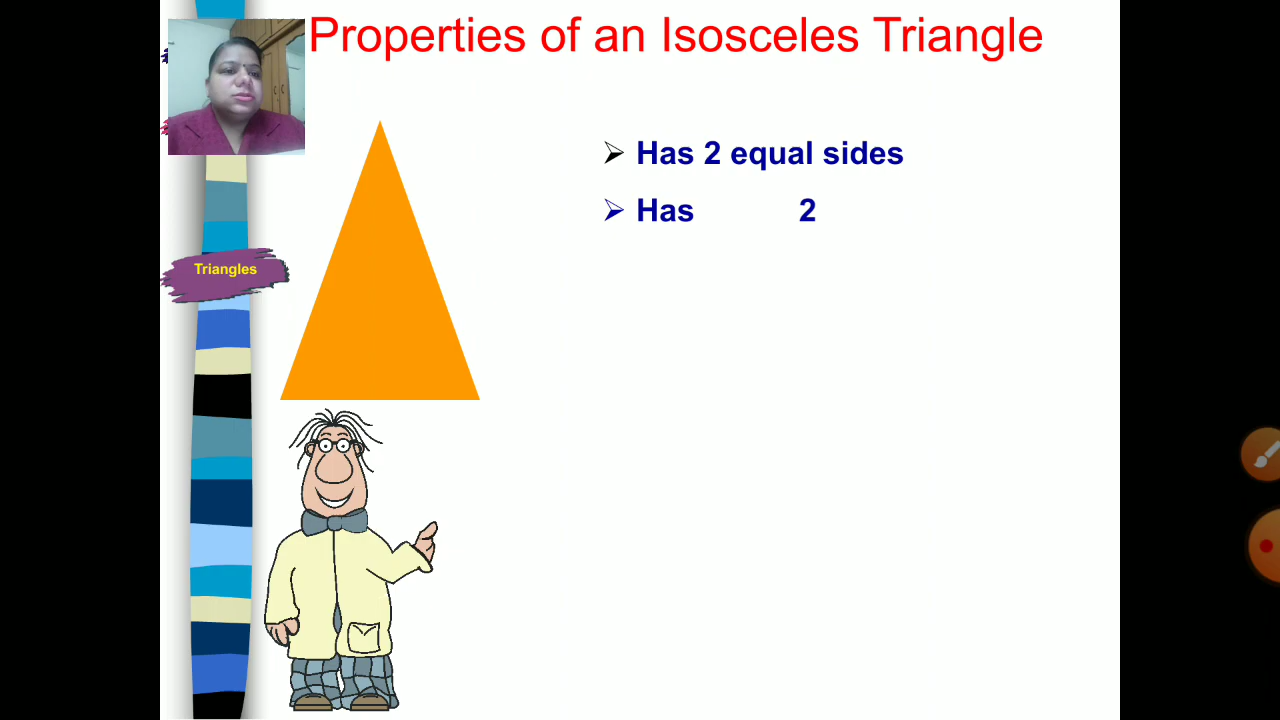 Properties of an Isosceles Triangle
Has 2 equal sides
Has 2
Triangles